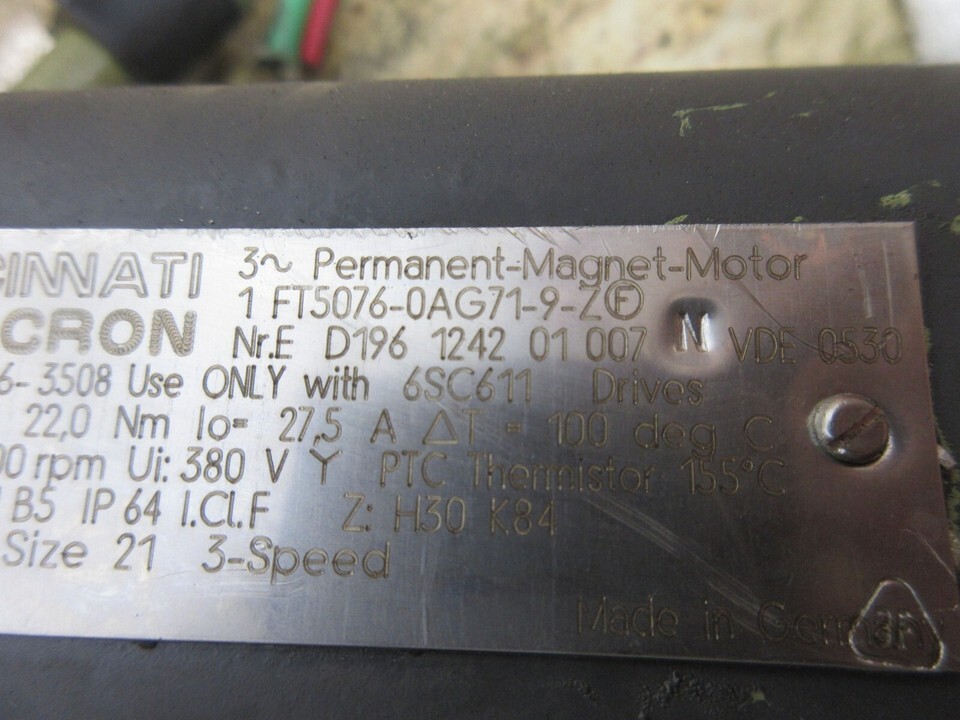 CINNATI
CRON
3~ Permanent-Magnet-Motor
1 FT5076-0AG71-9-Z F
Nr.E D196 1242 01 007 N VDE 0530
6-3508 Use ONLY with 6SC611 Drives
22,0 Nm Io= 27,5 A ΔT = 100 deg C
00 rpm Ui: 380 V Y PTC Thermistor 155°C
B5 IP 64 I.Cl.F Z: H30 K84
Size 21 3-Speed
Made in Germany